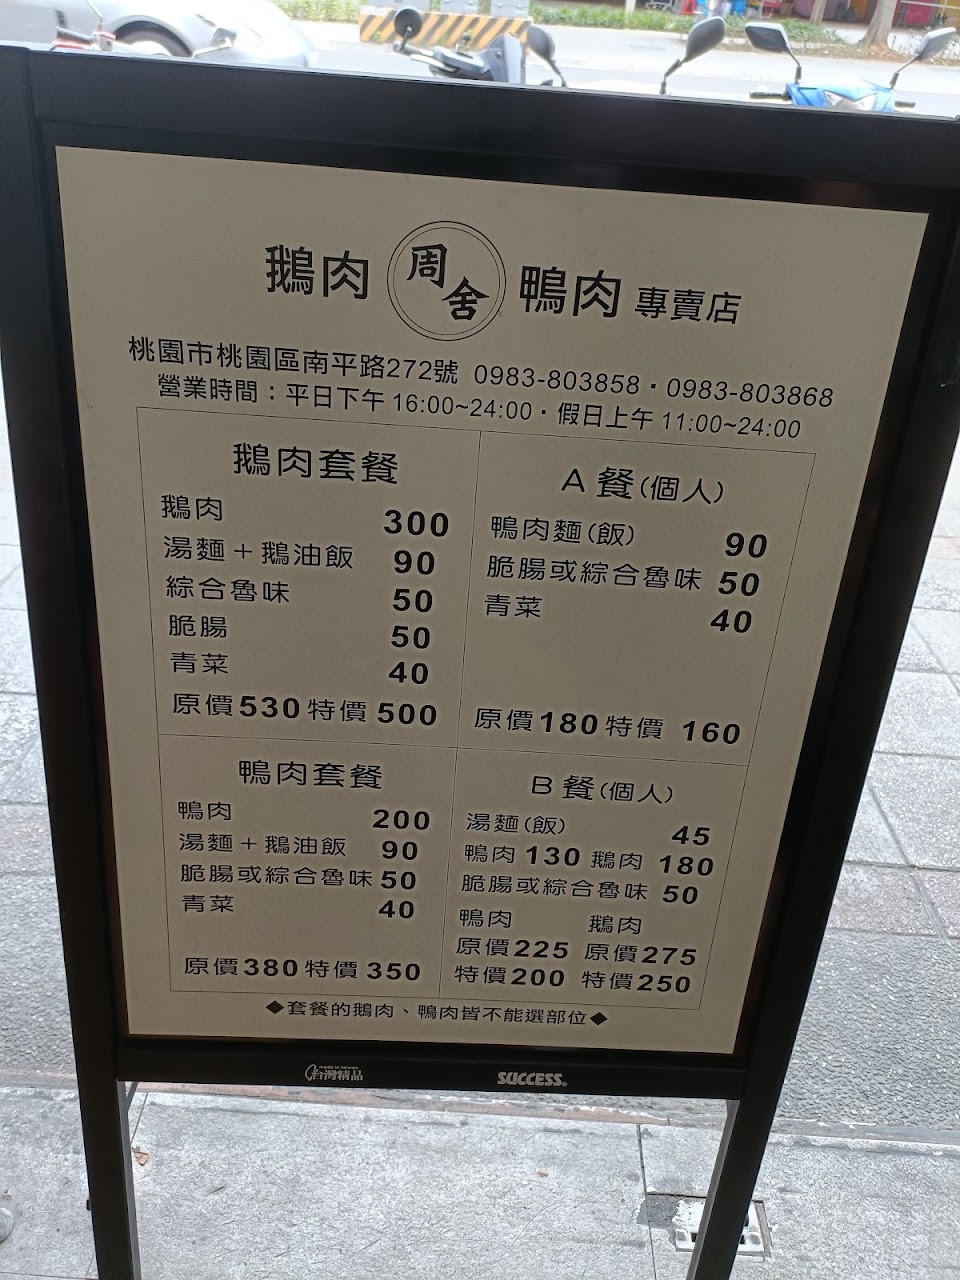 鵝肉 周舍 鴨肉 專賣店
桃園市桃園區南平路272號 0983-803858・0983-803868
營業時間：平日下午 16:00~24:00・假日上午 11:00~24:00
鵝肉套餐
鵝肉 300
湯麵＋鵝油飯 90
綜合魯味 50
脆腸 50
青菜 40
原價530 特價500
A餐(個人)
鴨肉麵(飯) 90
脆腸或綜合魯味 50
青菜 40
原價180 特價 160
鴨肉套餐
鴨肉 200
湯麵＋鵝油飯 90
脆腸或綜合魯味 50
青菜 40
原價380 特價350
B餐(個人)
湯麵(飯) 45
鴨肉 130 鵝肉 180
脆腸或綜合魯味 50
鴨肉 鵝肉
原價225 原價275
特價200 特價250
◆套餐的鵝肉、鴨肉皆不能選部位◆
made in taiwan
台灣精品
SUCCESS